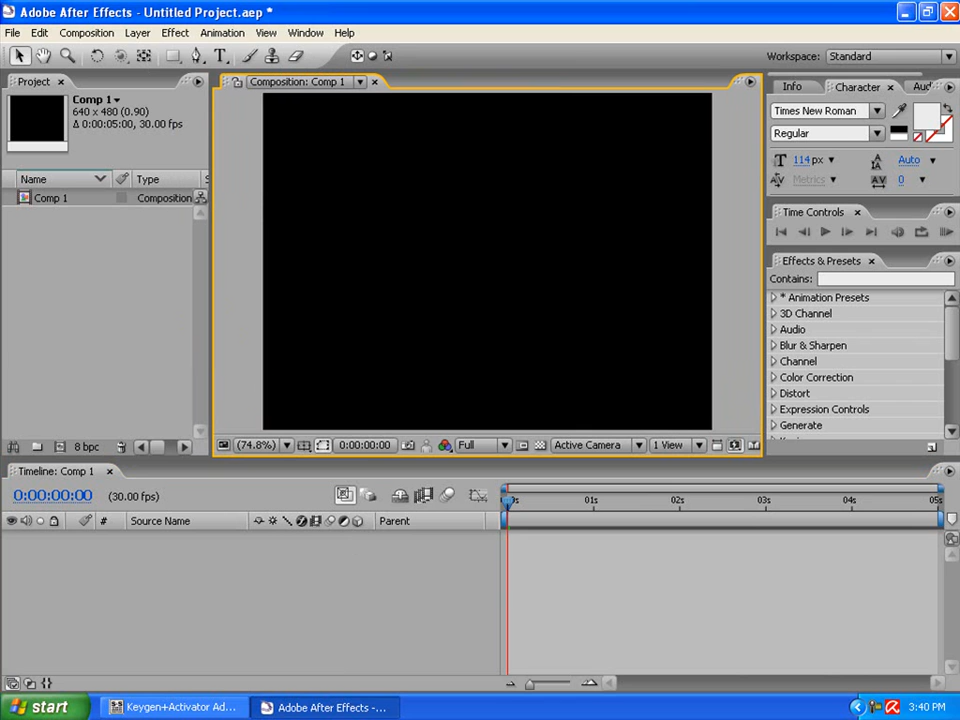 Adobe After Effects - Untitled Project.aep *
File Edit Composition Layer Effect Animation View Window Help
Workspace: Standard
Project
Composition: Comp 1
Info Character Aud
Comp 1
640 x 480 (0.90)
Δ 0:00:05:00, 30.00 fps
Times New Roman
Regular
114 px Auto
Metrics 0
Name Type S
Comp 1 Composition
Time Controls
Effects & Presets
Contains:
* Animation Presets
3D Channel
Audio
Blur & Sharpen
Channel
Color Correction
Distort
Expression Controls
Generate
8 bpc
(74.8%) 0:00:00:00 Full Active Camera 1 View
Timeline: Comp 1
0:00:00:00 (30.00 fps)
0s 01s 02s 03s 04s 05s
# Source Name Parent
start Keygen+Activator Ad... Adobe After Effects -... 3:40 PM